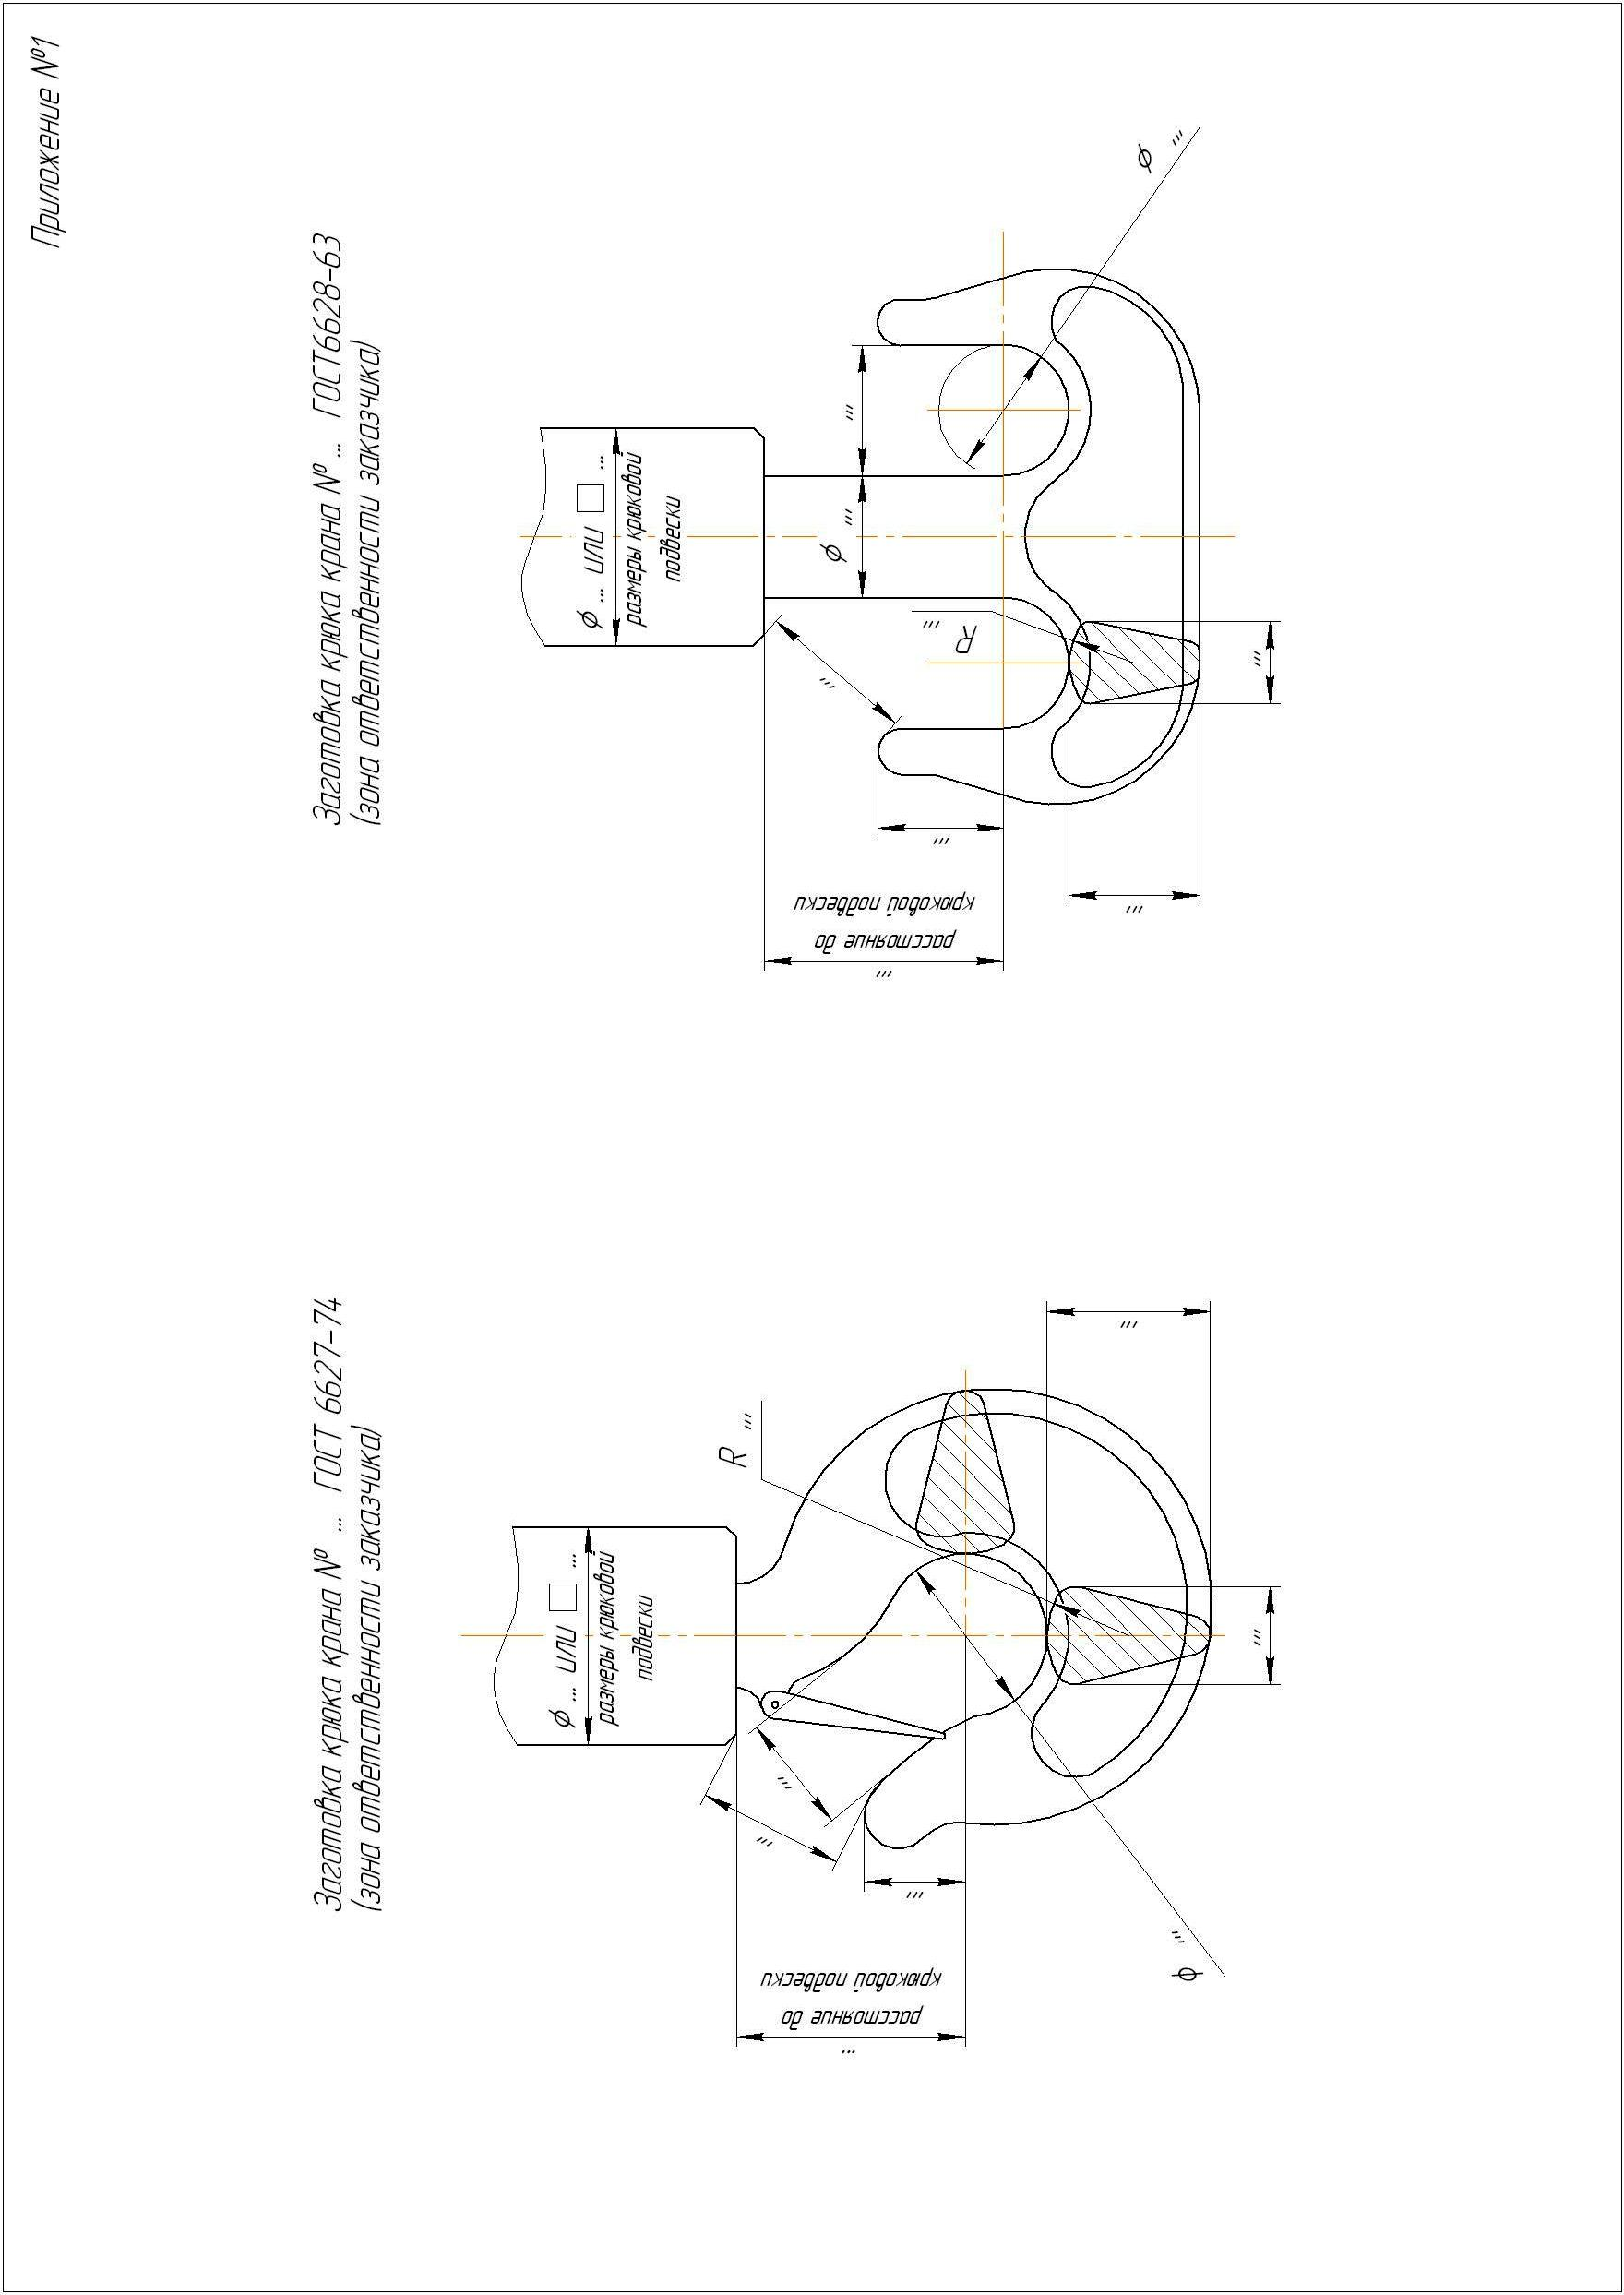 Приложение №1
Заготовка крюка крана № ... ГОСТ 6627-74
(зона ответственности заказчика)
Φ ... или □ ...
размеры крюковой
подвески
R ...
...
...
...
...
...
расстояние до
крюковой подвески
...
Φ ...
Заготовка крюка крана № ... ГОСТ6628-63
(зона ответственности заказчика)
Φ ... или □ ...
размеры крюковой
подвески
...
Φ ...
Φ ...
R ...
...
...
...
...
расстояние до
крюковой подвески
...